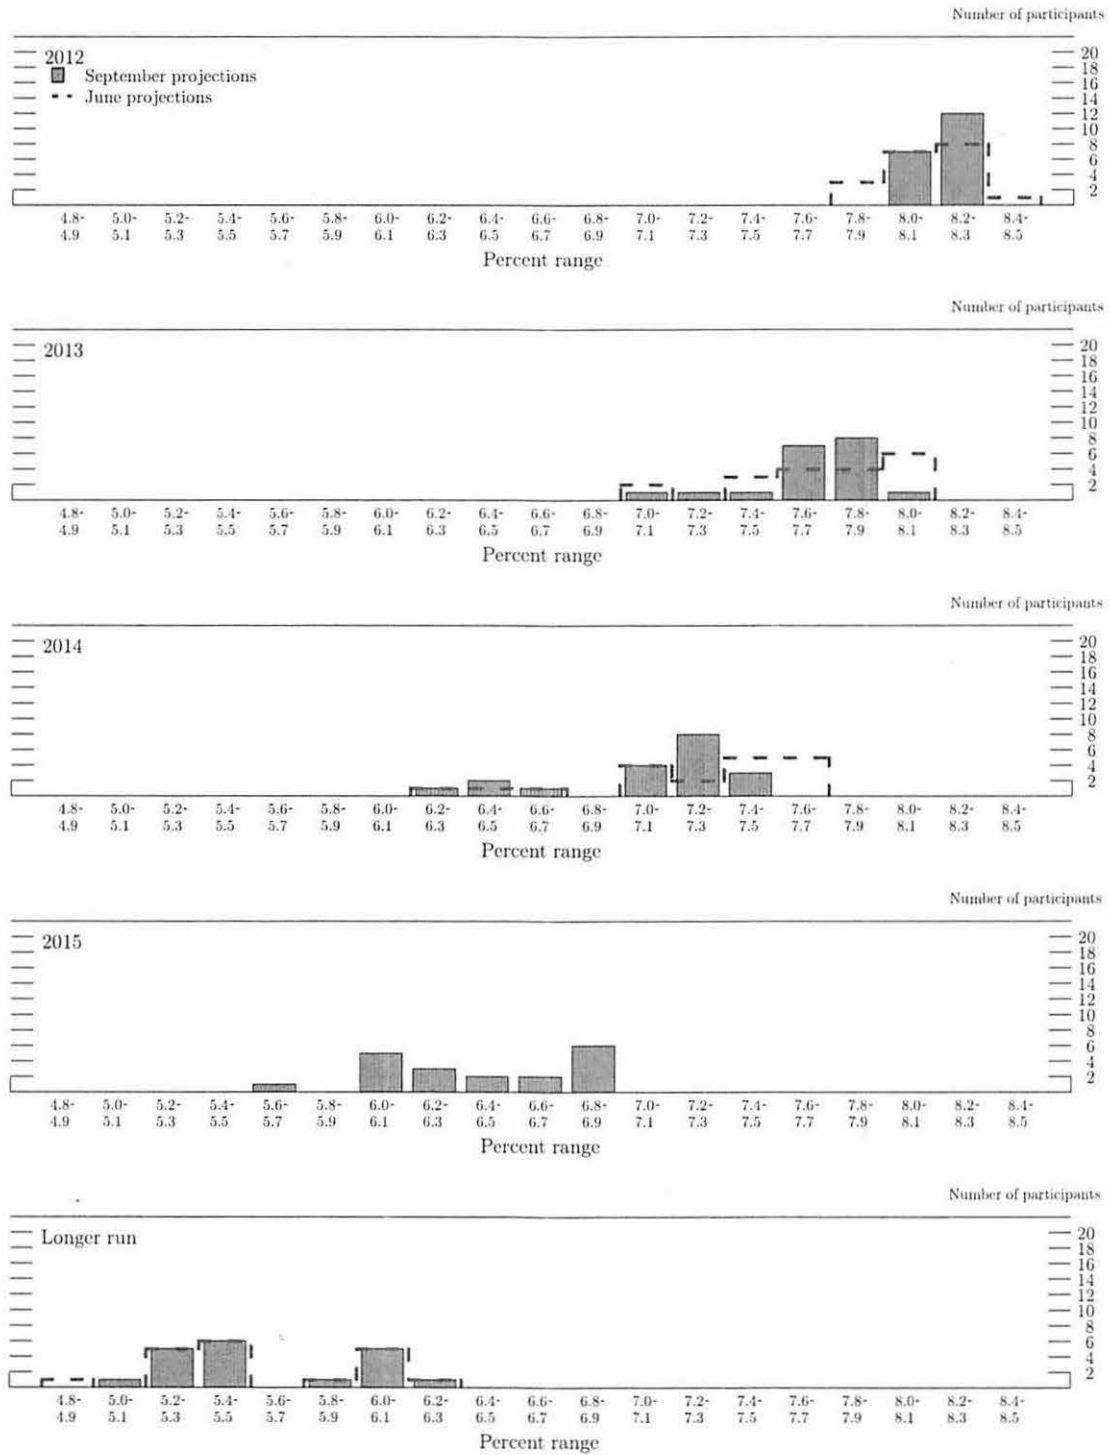 Number of participants
2012
September projections
June projections
20
18
16
14
12
10
8
6
4
2
4.8- 5.0- 5.2- 5.4- 5.6- 5.8- 6.0- 6.2- 6.4- 6.6- 6.8- 7.0- 7.2- 7.4- 7.6- 7.8- 8.0- 8.2- 8.4-
4.9 5.1 5.3 5.5 5.7 5.9 6.1 6.3 6.5 6.7 6.9 7.1 7.3 7.5 7.7 7.9 8.1 8.3 8.5
Percent range
Number of participants
2013
20
18
16
14
12
10
8
6
4
2
4.8- 5.0- 5.2- 5.4- 5.6- 5.8- 6.0- 6.2- 6.4- 6.6- 6.8- 7.0- 7.2- 7.4- 7.6- 7.8- 8.0- 8.2- 8.4-
4.9 5.1 5.3 5.5 5.7 5.9 6.1 6.3 6.5 6.7 6.9 7.1 7.3 7.5 7.7 7.9 8.1 8.3 8.5
Percent range
Number of participants
2014
20
18
16
14
12
10
8
6
4
2
4.8- 5.0- 5.2- 5.4- 5.6- 5.8- 6.0- 6.2- 6.4- 6.6- 6.8- 7.0- 7.2- 7.4- 7.6- 7.8- 8.0- 8.2- 8.4-
4.9 5.1 5.3 5.5 5.7 5.9 6.1 6.3 6.5 6.7 6.9 7.1 7.3 7.5 7.7 7.9 8.1 8.3 8.5
Percent range
Number of participants
2015
20
18
16
14
12
10
8
6
4
2
4.8- 5.0- 5.2- 5.4- 5.6- 5.8- 6.0- 6.2- 6.4- 6.6- 6.8- 7.0- 7.2- 7.4- 7.6- 7.8- 8.0- 8.2- 8.4-
4.9 5.1 5.3 5.5 5.7 5.9 6.1 6.3 6.5 6.7 6.9 7.1 7.3 7.5 7.7 7.9 8.1 8.3 8.5
Percent range
Number of participants
Longer run
20
18
16
14
12
10
8
6
4
2
4.8- 5.0- 5.2- 5.4- 5.6- 5.8- 6.0- 6.2- 6.4- 6.6- 6.8- 7.0- 7.2- 7.4- 7.6- 7.8- 8.0- 8.2- 8.4-
4.9 5.1 5.3 5.5 5.7 5.9 6.1 6.3 6.5 6.7 6.9 7.1 7.3 7.5 7.7 7.9 8.1 8.3 8.5
Percent range